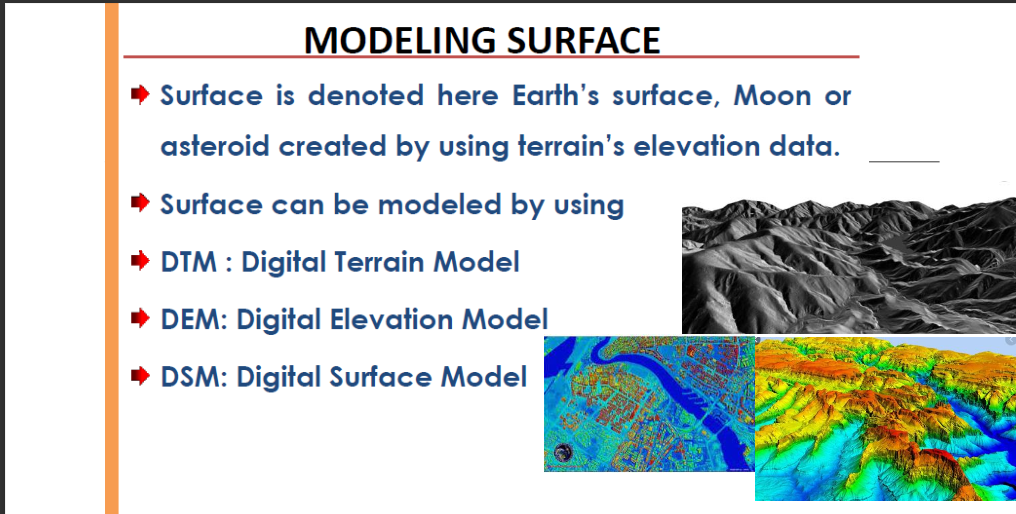 MODELING SURFACE
Surface is denoted here Earth's surface, Moon or
asteroid created by using terrain's elevation data.
Surface can be modeled by using
DTM : Digital Terrain Model
DEM: Digital Elevation Model
DSM: Digital Surface Model